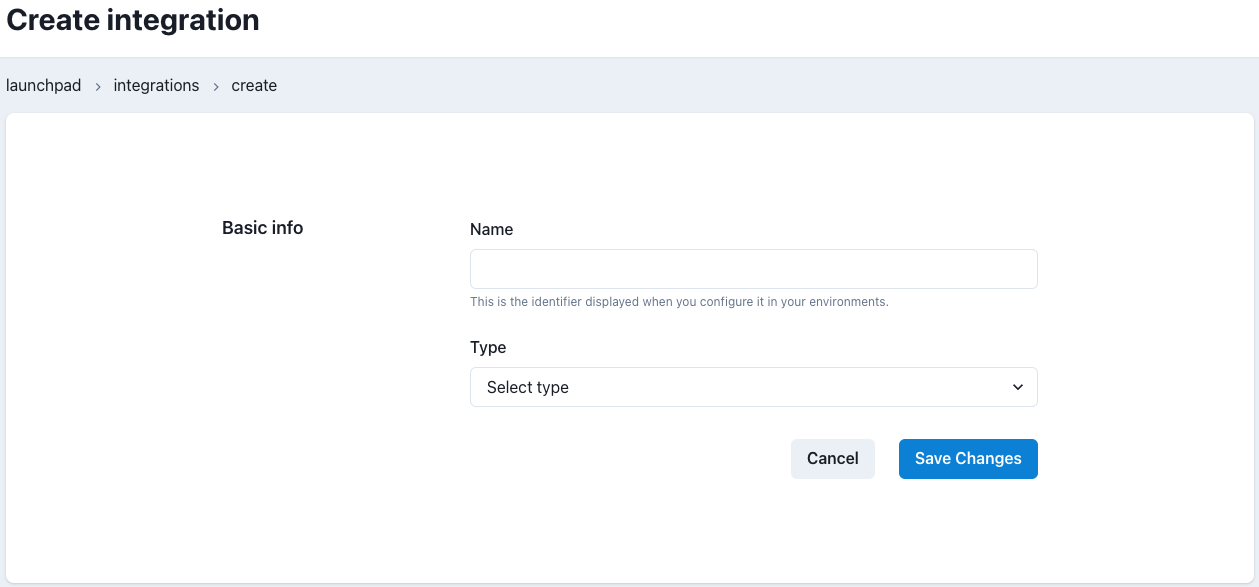 Create integration
launchpad > integrations > create
Basic info
Name
This is the identifier displayed when you configure it in your environments.
Type
Select type
Cancel
Save Changes